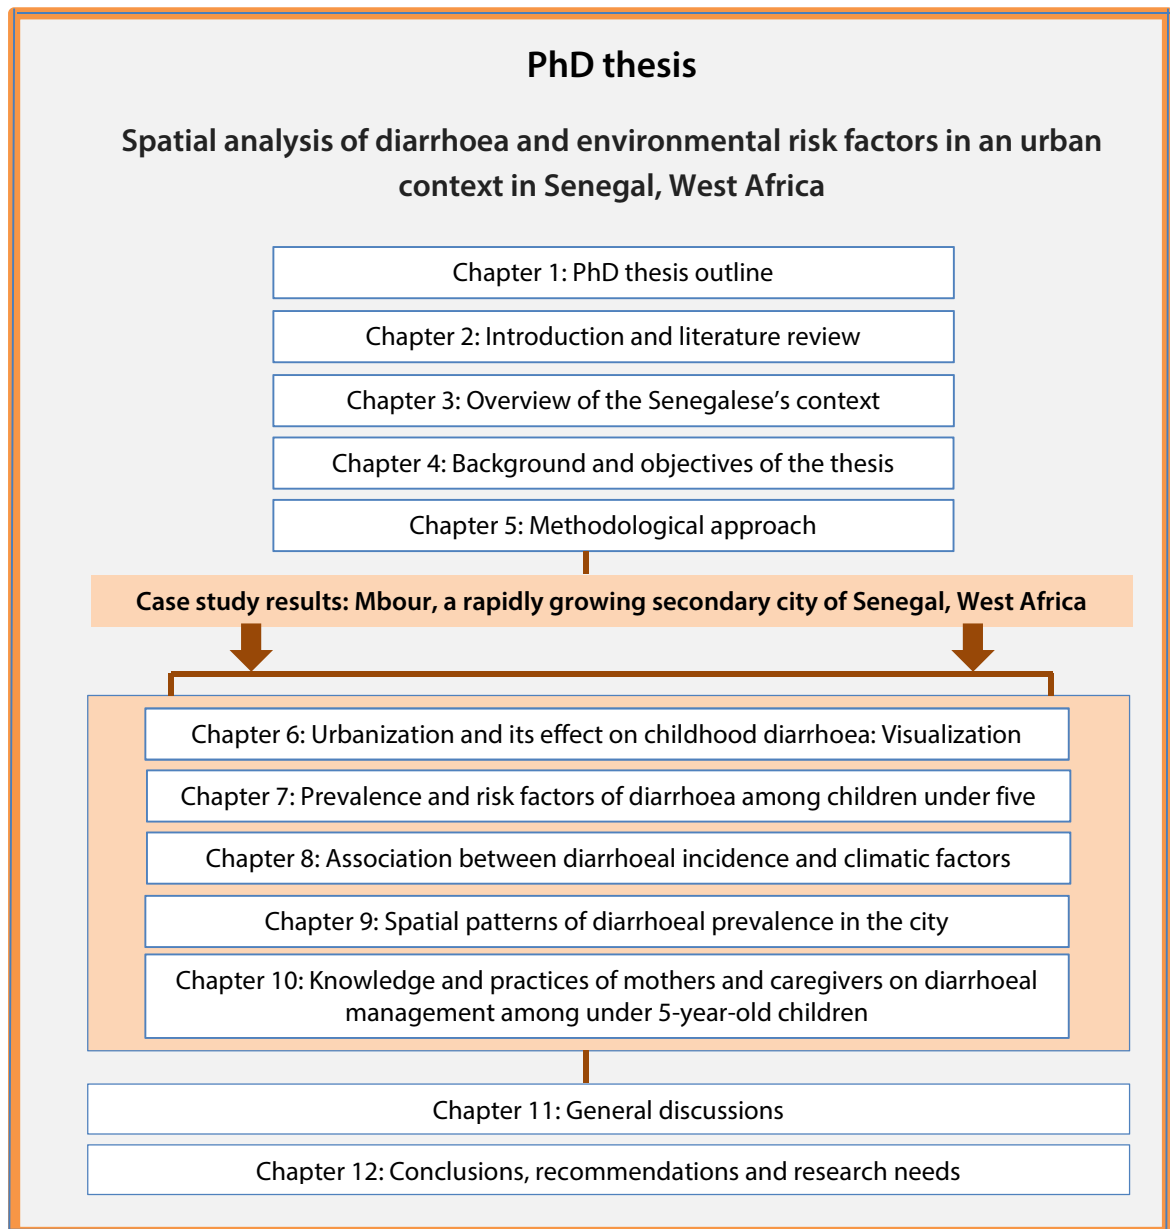 PhD thesis
Spatial analysis of diarrhoea and environmental risk factors in an urban
context in Senegal, West Africa
Chapter 1: PhD thesis outline
Chapter 2: Introduction and literature review
Chapter 3: Overview of the Senegalese’s context
Chapter 4: Background and objectives of the thesis
Chapter 5: Methodological approach
Case study results: Mbour, a rapidly growing secondary city of Senegal, West Africa
Chapter 6: Urbanization and its effect on childhood diarrhoea: Visualization
Chapter 7: Prevalence and risk factors of diarrhoea among children under five
Chapter 8: Association between diarrhoeal incidence and climatic factors
Chapter 9: Spatial patterns of diarrhoeal prevalence in the city
Chapter 10: Knowledge and practices of mothers and caregivers on diarrhoeal
management among under 5-year-old children
Chapter 11: General discussions
Chapter 12: Conclusions, recommendations and research needs